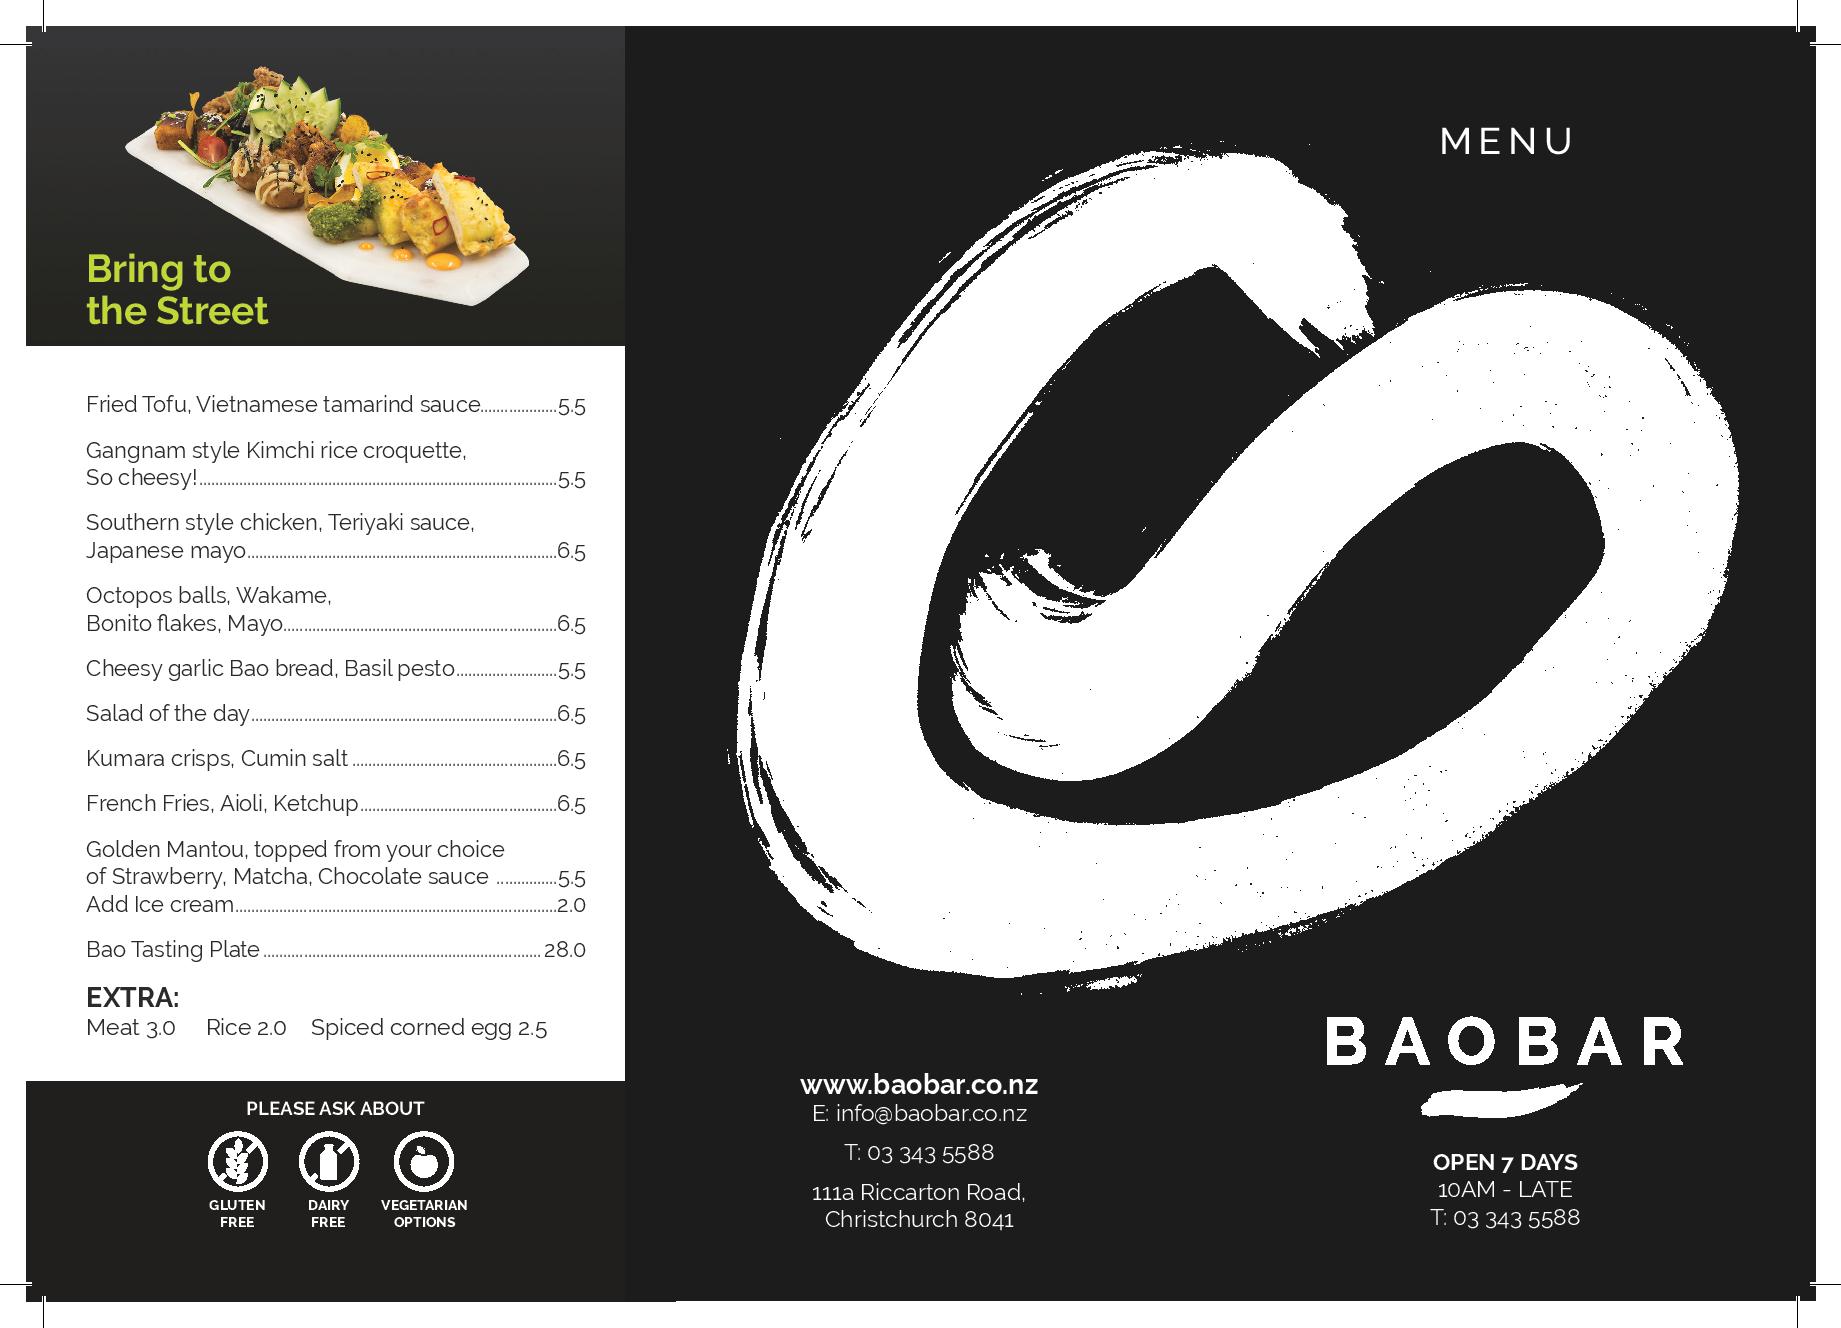 Bring to
the Street
Fried Tofu, Vietnamese tamarind sauce...................5.5
Gangnam style Kimchi rice croquette,
So cheesy!.........................................................................................5.5
Southern style chicken, Teriyaki sauce,
Japanese mayo.............................................................................6.5
Octopos balls, Wakame,
Bonito flakes, Mayo....................................................................6.5
Cheesy garlic Bao bread, Basil pesto.........................5.5
Salad of the day............................................................................6.5
Kumara crisps, Cumin salt ...................................................6.5
French Fries, Aioli, Ketchup.................................................6.5
Golden Mantou, topped from your choice
of Strawberry, Matcha, Chocolate sauce ...............5.5
Add Ice cream................................................................................2.0
Bao Tasting Plate ..................................................................... 28.0
EXTRA:
Meat 3.0 Rice 2.0 Spiced corned egg 2.5
PLEASE ASK ABOUT
GLUTEN FREE
DAIRY FREE
VEGETARIAN OPTIONS
www.baobar.co.nz
E: info@baobar.co.nz
T: 03 343 5588
111a Riccarton Road,
Christchurch 8041
MENU
BAOBAR
OPEN 7 DAYS
10AM - LATE
T: 03 343 5588